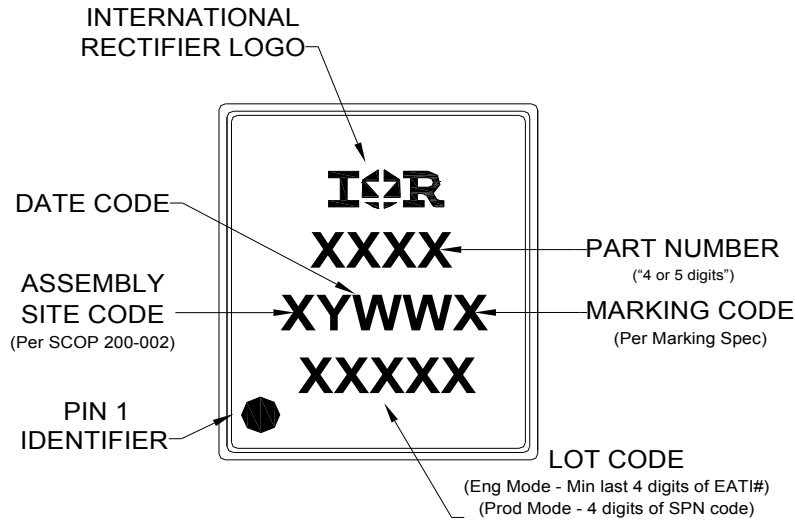 INTERNATIONAL
RECTIFIER LOGO
IOR
DATE CODE
XXXX
PART NUMBER
(“4 or 5 digits”)
ASSEMBLY
SITE CODE
(Per SCOP 200-002)
XYWWX
MARKING CODE
(Per Marking Spec)
XXXXX
PIN 1
IDENTIFIER
LOT CODE
(Eng Mode - Min last 4 digits of EATI#)
(Prod Mode - 4 digits of SPN code)